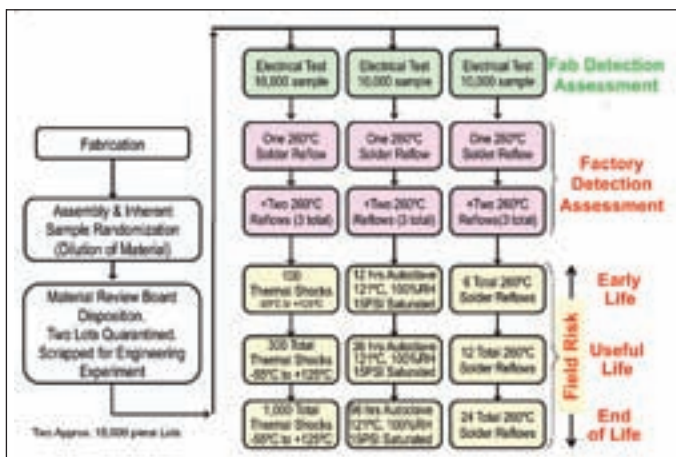 Fabrication
Assembly & Inherent
Sample Randomization
(Dilution of Material)
Material Review Board
Disposition.
Two Lots Quarantined.
Scrapped for Engineering
Experiment
Two Approx. piece Lots
Electrical Test
sample
Electrical Test
10,000 sample
Electrical Test
10,000 sample
Fab Detection
Assessment
One 260°C
Solder Reflow
One 260°C
Solder Reflow
One 260°C
Solder Reflow
+Two 260°C
Reflows (3 total)
+Two 260°C
Reflows (3 total)
+Two 260°C
Reflows(3 total)
Factory
Detection
Assessment
100
Thermal Shocks
-55°C to +125°C
12 hrs Autoclave
121°C, 100%RH
15PSI Saturated
6 Total 260°C
Solder Reflows
Early
Life
300 Total
Thermal Shocks
-55°C to +125°C
hrs Autoclave
121°C, 100%RH
15PSI Saturated
12 Total 260°C
Solder Reflows
Useful
Life
1,000 Total
Thermal Shocks
-55°C to +125°C
96 hrs Autoclave
121°C, 100%RH
15PSI Saturated
24 Total 260°C
Solder Reflows
End
of Life
Field Risk